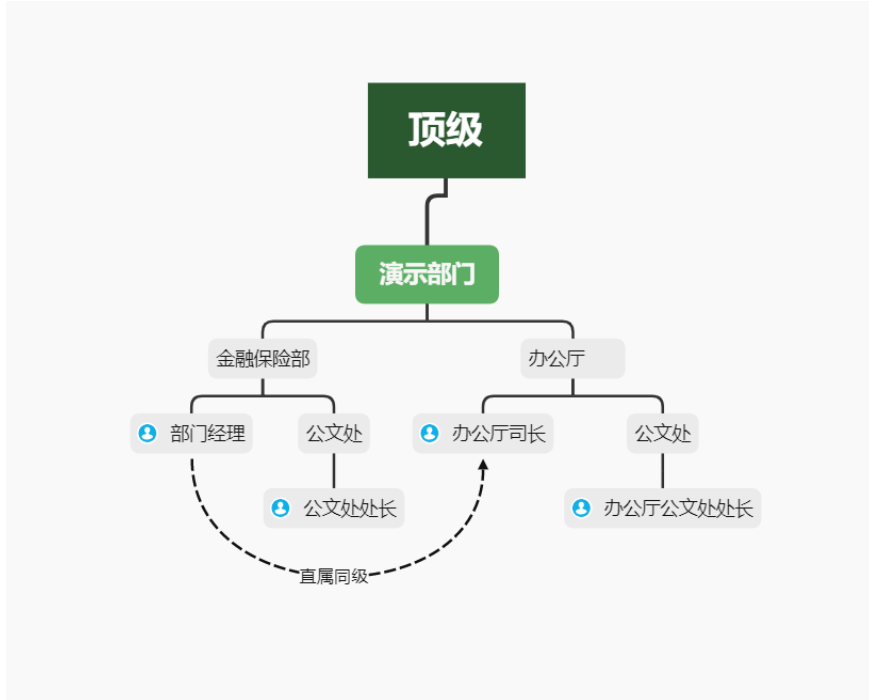 顶级
演示部门
金融保险部
办公厅
部门经理
公文处
办公厅司长
公文处
公文处处长
办公厅公文处处长
直属同级